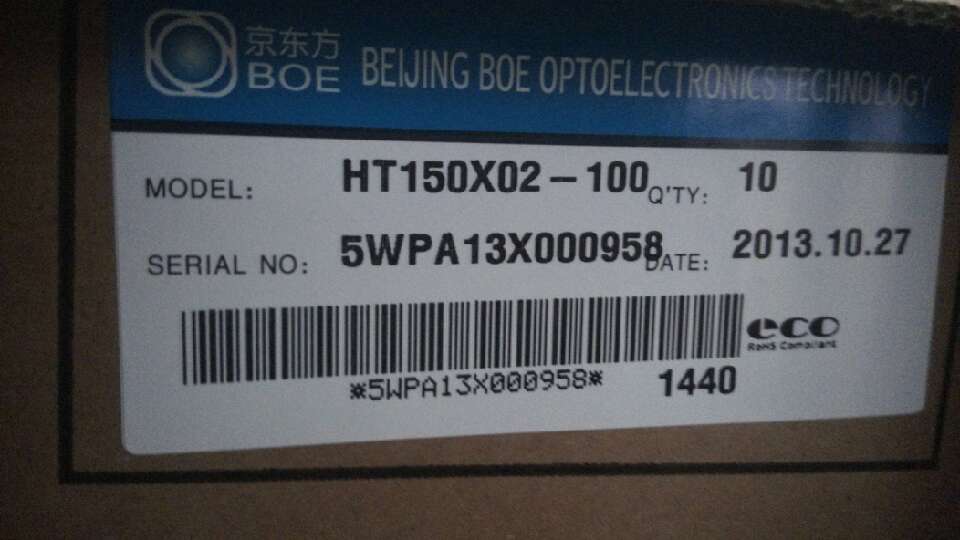 京东方
BOE
BEIJING BOE OPTOELECTRONICS TECHNOLOGY
MODEL: HT150X02-100 Q'TY: 10
SERIAL NO: 5WPA13X000958 DATE: 2013.10.27
*5WPA13X000958* 1440
eco
RoHS Compliant